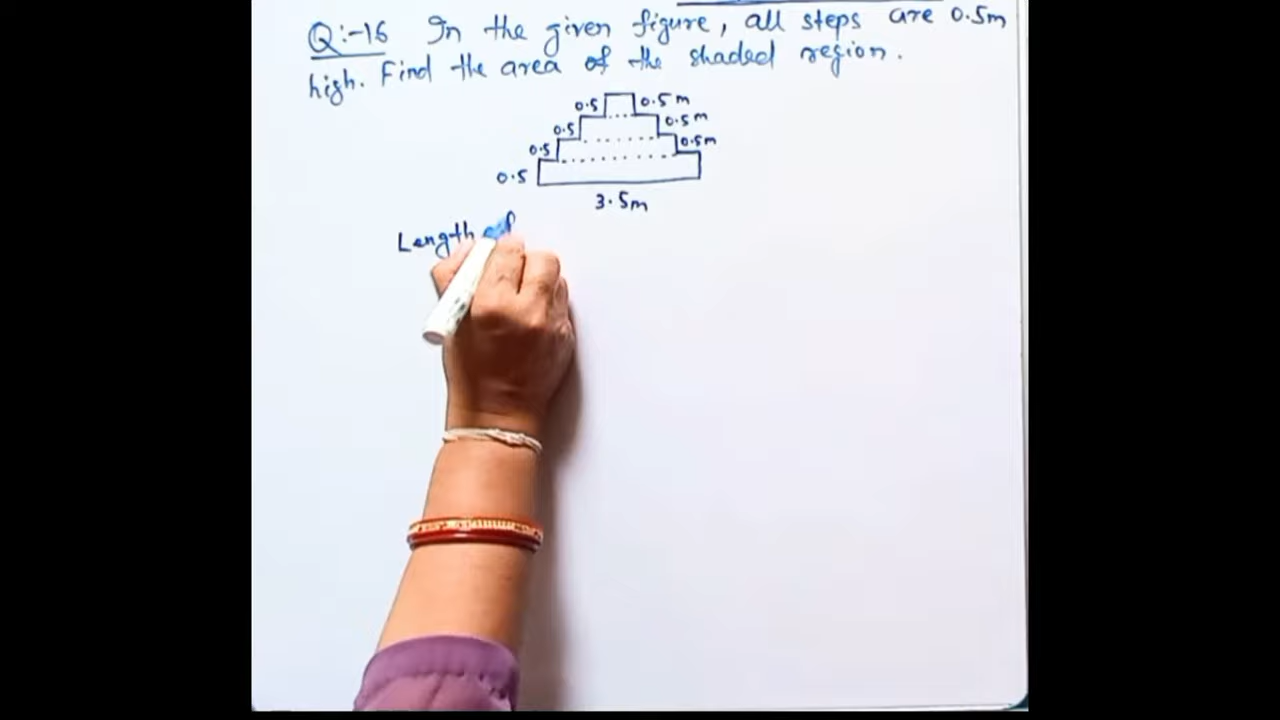 Q:-16 In the given figure, all steps are 0.5m
high. Find the area of the shaded region.
0.5 0.5 m
0.5 0.5 m
0.5 0.5m
0.5
3.5m
Length of